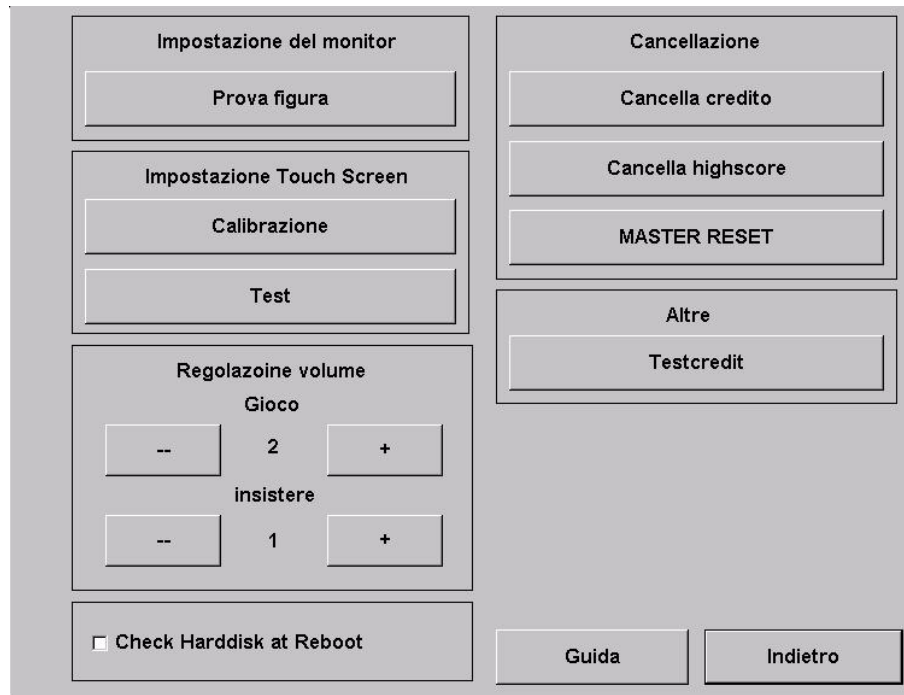 Impostazione del monitor
Prova figura
Impostazione Touch Screen
Calibrazione
Test
Regolazoine volume
Gioco
-- 2 +
insistere
-- 1 +
Check Harddisk at Reboot
Cancellazione
Cancella credito
Cancella highscore
MASTER RESET
Altre
Testcredit
Guida
Indietro